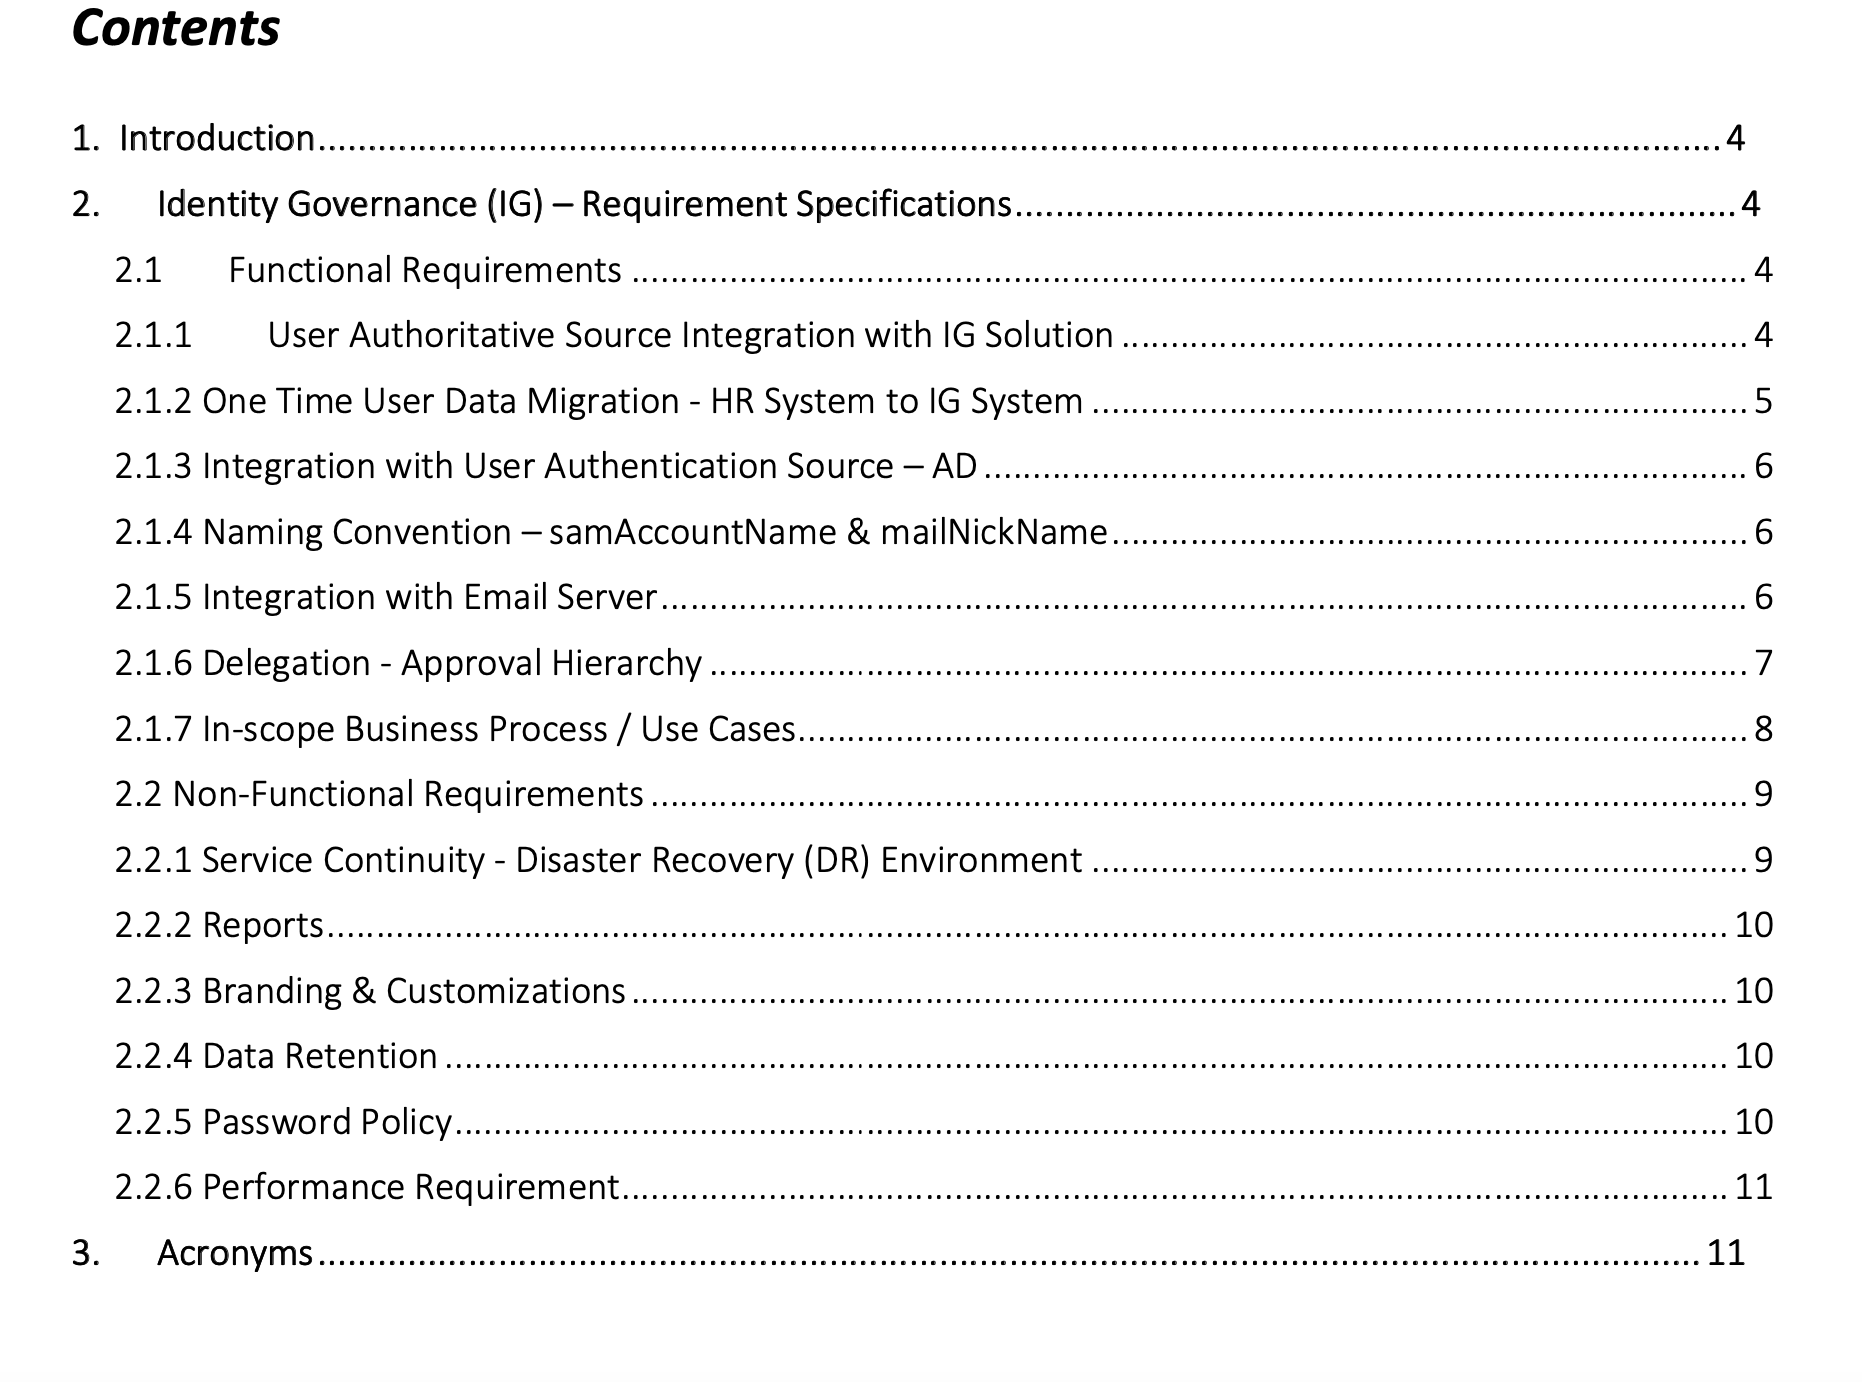 Contents
1. Introduction........................................................................................................................................4
2. Identity Governance (IG) – Requirement Specifications......................................................................4
2.1 Functional Requirements ..............................................................................................................4
2.1.1 User Authoritative Source Integration with IG Solution ..............................................................4
2.1.2 One Time User Data Migration - HR System to IG System ..................................................................5
2.1.3 Integration with User Authentication Source – AD ............................................................................6
2.1.4 Naming Convention – samAccountName & mailNickName................................................................6
2.1.5 Integration with Email Server............................................................................................................6
2.1.6 Delegation - Approval Hierarchy .......................................................................................................7
2.1.7 In-scope Business Process / Use Cases..............................................................................................8
2.2 Non-Functional Requirements .............................................................................................................9
2.2.1 Service Continuity - Disaster Recovery (DR) Environment ..................................................................9
2.2.2 Reports............................................................................................................................................10
2.2.3 Branding & Customizations .............................................................................................................10
2.2.4 Data Retention ................................................................................................................................10
2.2.5 Password Policy...............................................................................................................................10
2.2.6 Performance Requirement..............................................................................................................11
3. Acronyms.........................................................................................................................................11